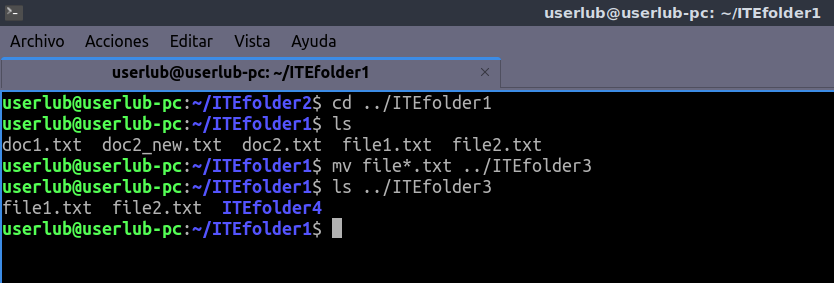 userlub@userlub-pc: ~/ITEfolder1
Archivo Acciones Editar Vista Ayuda
userlub@userlub-pc: ~/ITEfolder1 ×
userlub@userlub-pc:~/ITEfolder2$ cd ../ITEfolder1
userlub@userlub-pc:~/ITEfolder1$ ls
doc1.txt  doc2_new.txt  doc2.txt  file1.txt  file2.txt
userlub@userlub-pc:~/ITEfolder1$ mv file*.txt ../ITEfolder3
userlub@userlub-pc:~/ITEfolder1$ ls ../ITEfolder3
file1.txt  file2.txt  ITEfolder4
userlub@userlub-pc:~/ITEfolder1$